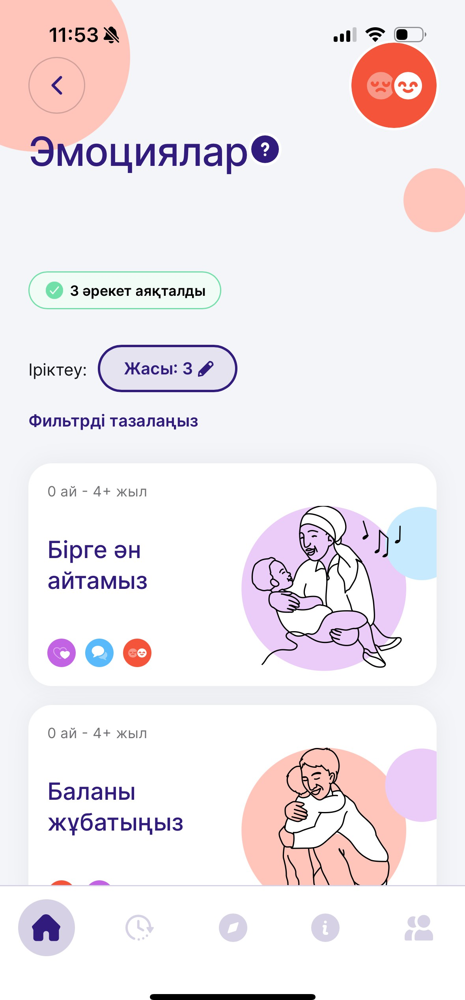 11:53
Эмоциялар
?
3 әрекет аяқталды
Іріктеу:
Жасы: 3
Фильтрді тазалаңыз
0 ай - 4+ жыл
Бірге ән
айтамыз
0 ай - 4+ жыл
Баланы
жұбатыңыз